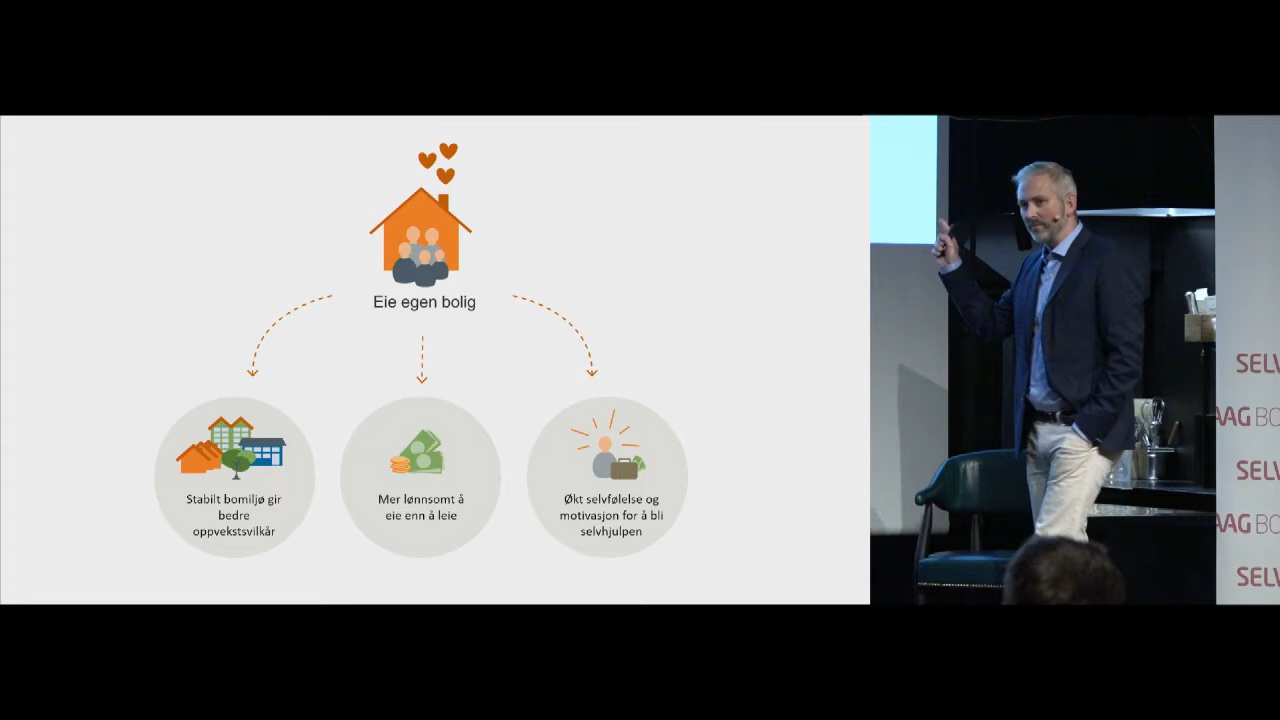 Eie egen bolig
Stabilt bomiljø gir
bedre
oppvekstsvilkår
Mer lønnsomt å
eie enn å leie
Økt selvfølelse og
motivasjon for å bli
selvhjulpen
SELV
AAG BO
SELV
AAG BO
SELV